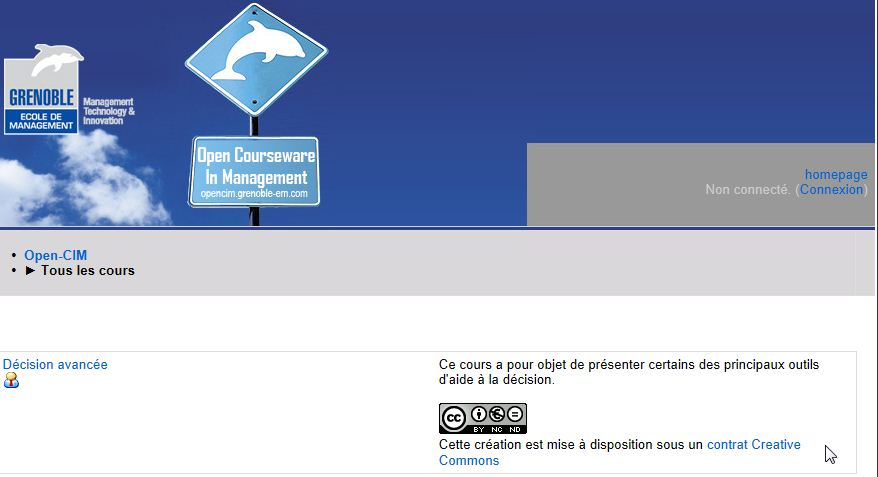 GRENOBLE
ECOLE DE
MANAGEMENT
Management
Technology &
Innovation
Open Courseware
In Management
opencim.grenoble-em.com
homepage
Non connecté. (Connexion)
• Open-CIM
• ► Tous les cours
Décision avancée
Ce cours a pour objet de présenter certains des principaux outils
d'aide à la décision.
cc
BY NC ND
Cette création est mise à disposition sous un contrat Creative
Commons